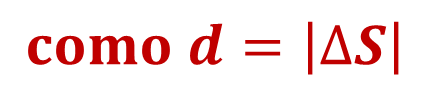 como d = |ΔS|